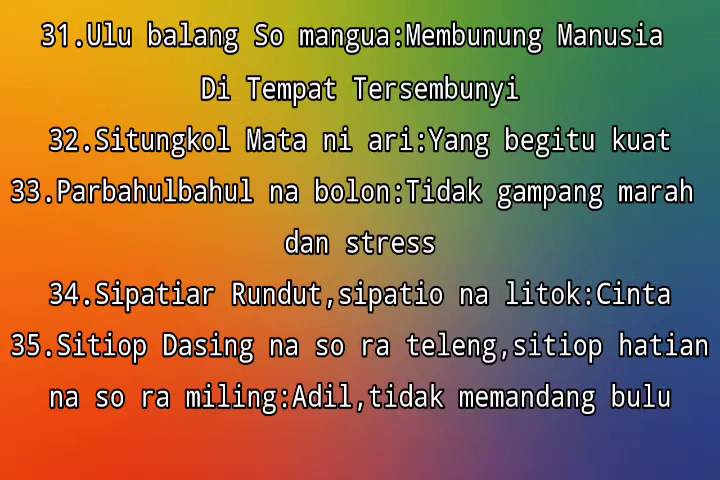 31.Ulu balang So mangua:Membunung Manusia
Di Tempat Tersembunyi
32.Situngkol Mata ni ari:Yang begitu kuat
33.Parbahulbahul na bolon:Tidak gampang marah
dan stress
34.Sipatiar Rundut,sipatio na litok:Cinta
35.Sitiop Dasing na so ra teleng,sitiop hatian
na so ra miling:Adil,tidak memandang bulu